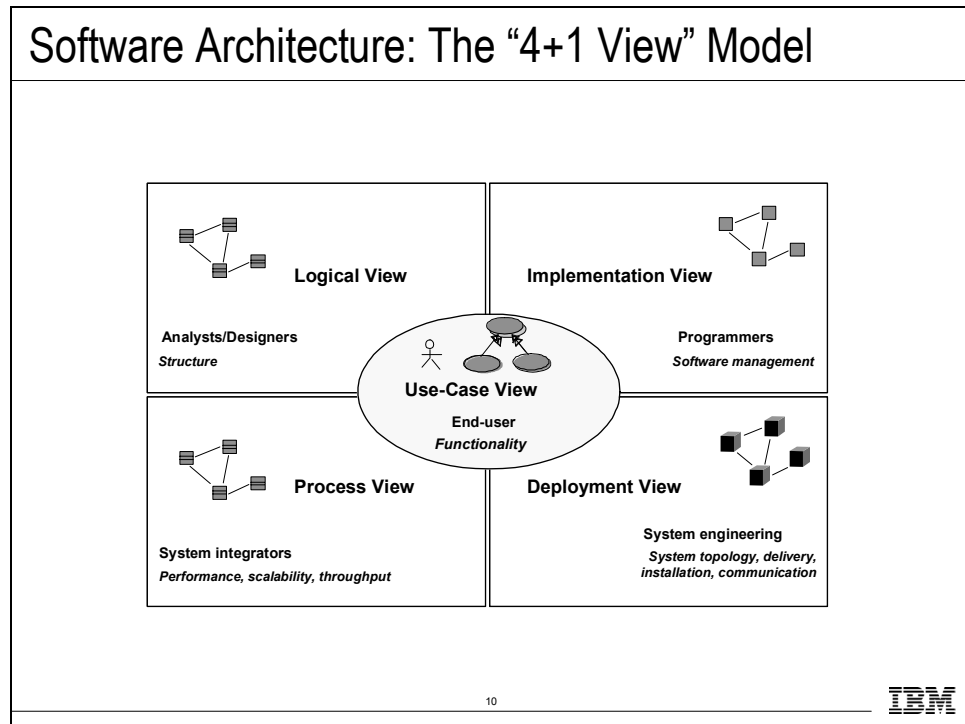 Software Architecture: The “4+1 View” Model
Logical View
Analysts/Designers
Structure
Implementation View
Programmers
Software management
Use-Case View
End-user
Functionality
Process View
System integrators
Performance, scalability, throughput
Deployment View
System engineering
System topology, delivery,
installation, communication
10
IBM